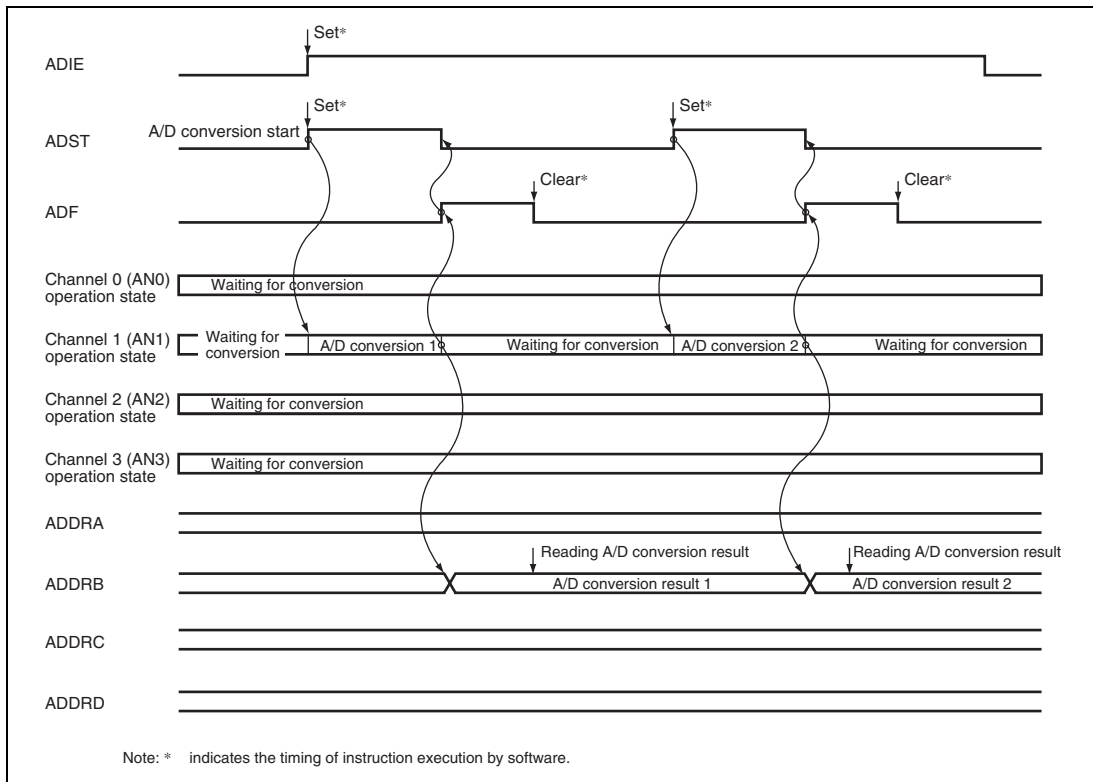 Set*
ADIE
Set*
A/D conversion start
ADST
Clear*
Clear*
ADF
Channel 0 (AN0)
operation state
Waiting for conversion
Channel 1 (AN1)
operation state
Waiting for
conversion
A/D conversion 1
Waiting for conversion
A/D conversion 2
Waiting for conversion
Channel 2 (AN2)
operation state
Waiting for conversion
Channel 3 (AN3)
operation state
Waiting for conversion
ADDRA
Reading A/D conversion result
Reading A/D conversion result
ADDRB
A/D conversion result 1
A/D conversion result 2
ADDRC
ADDRD
Note: * indicates the timing of instruction execution by software.
Set*